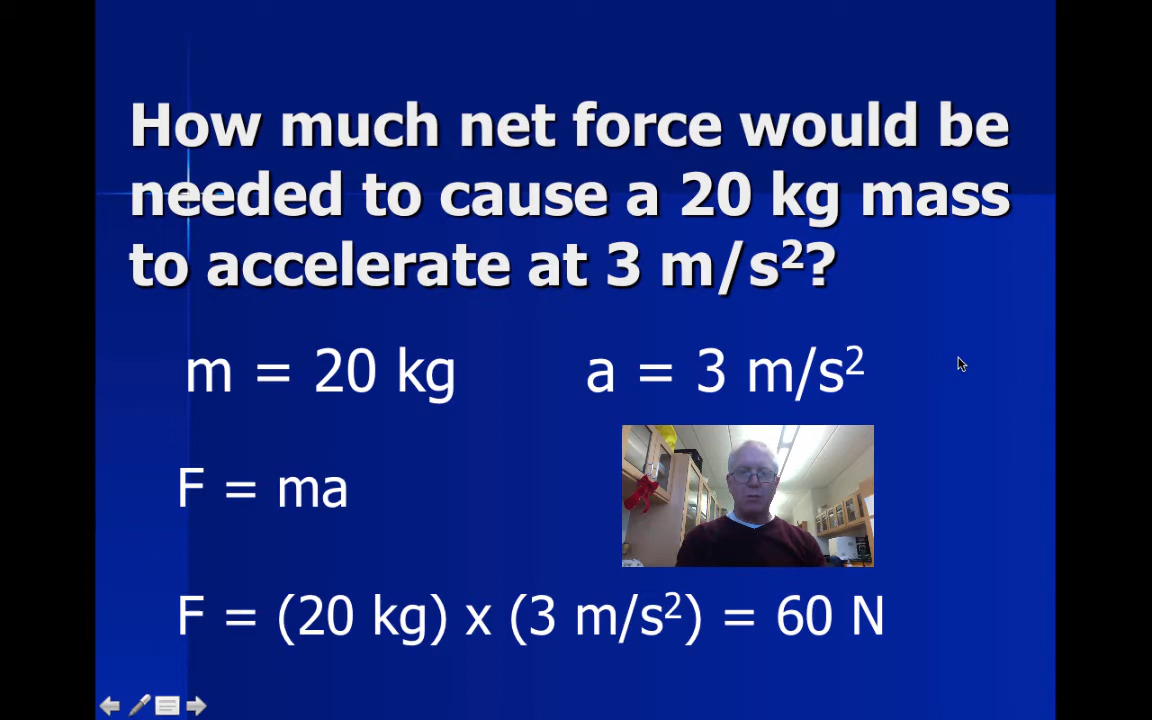 How much net force would be
needed to cause a 20 kg mass
to accelerate at 3 m/s²?
m = 20 kg a = 3 m/s²
F = ma
F = (20 kg) x (3 m/s²) = 60 N